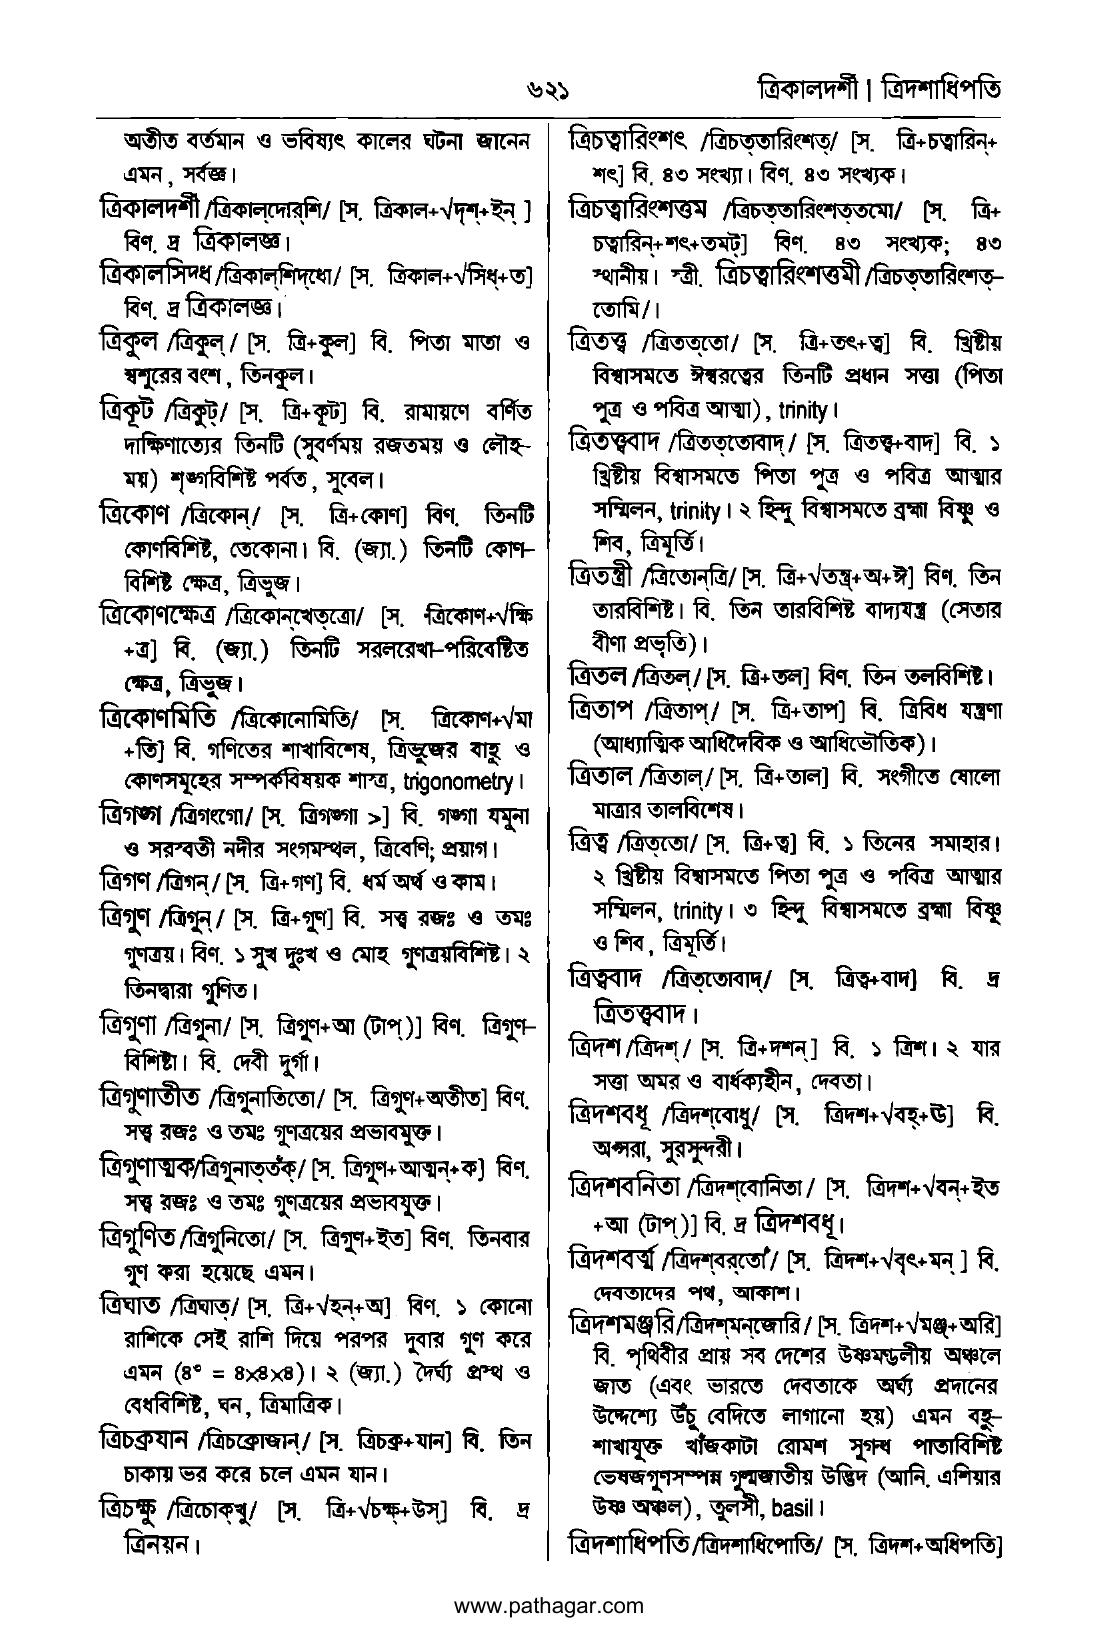 ৬২১
ত্রিকালদর্শী | ত্রিদশাধিপতি
অতীত বর্তমান ও ভবিষ্যৎ কালের ঘটনা জানেন
এমন, সর্বজ্ঞ।
ত্রিকালদর্শী /ত্রিকাল্‌দোর্‌শি/ [স. ত্রিকাল+√দৃশ্+ইন্ ]
বিণ. দ্র ত্রিকালজ্ঞ।
ত্রিকালসিদ্ধ /ত্রিকাল্‌শিদ্‌ধো/ [স. ত্রিকাল+√সিধ্+ত]
বিণ. দ্র ত্রিকালজ্ঞ।
ত্রিকুল /ত্রিকুল্/ [স. ত্রি+কুল] বি. পিতা মাতা ও
শ্বশুরের বংশ, তিনকুল।
ত্রিকূট /ত্রিকুট্/ [স. ত্রি+কূট] বি. রামায়ণে বর্ণিত
দাক্ষিণাত্যের তিনটি (সুবর্ণময় রজতময় ও লৌহ-
ময়) শৃঙ্গবিশিষ্ট পর্বত, সুবেল।
ত্রিকোণ /ত্রিকোন্/ [স. ত্রি+কোণ] বিণ. তিনটি
কোণবিশিষ্ট, তেকোনা। বি. (জ্যা.) তিনটি কোণ-
বিশিষ্ট ক্ষেত্র, ত্রিভুজ।
ত্রিকোণক্ষেত্র /ত্রিকোন্‌খেত্‌ত্রো/ [স. ত্রিকোণ+√ক্ষি
+ত্র] বি. (জ্যা.) তিনটি সরলরেখা-পরিবেষ্টিত
ক্ষেত্র, ত্রিভুজ।
ত্রিকোণমিতি /ত্রিকোনোমিতি/ [স. ত্রিকোণ+√মা
+তি] বি. গণিতের শাখাবিশেষ, ত্রিভুজের বাহু ও
কোণসমূহের সম্পর্কবিষয়ক শাস্ত্র, trigonometry।
ত্রিগঙ্গ /ত্রিগংগো/ [স. ত্রিগঙ্গা >] বি. গঙ্গা যমুনা
ও সরস্বতী নদীর সংগমস্থল, ত্রিবেণি; প্রয়াগ।
ত্রিগণ /ত্রিগন্/ [স. ত্রি+গণ] বি. ধর্ম অর্থ ও কাম।
ত্রিগুণ /ত্রিগুন্/ [স. ত্রি+গুণ] বি. সত্ত্ব রজঃ ও তমঃ
গুণত্রয়। বিণ. ১ সুখ দুঃখ ও মোহ গুণত্রয়বিশিষ্ট। ২
তিনদ্বারা গুণিত।
ত্রিগুণা /ত্রিগুনা/ [স. ত্রিগুণ+আ (টাপ্)] বিণ. ত্রিগুণ-
বিশিষ্টা। বি. দেবী দুর্গা।
ত্রিগুণাতীত /ত্রিগুনাতিতো/ [স. ত্রিগুণ+অতীত] বিণ.
সত্ত্ব রজঃ ও তমঃ গুণত্রয়ের প্রভাবমুক্ত।
ত্রিগুণাত্মক/ত্রিগুনাত্‌তঁক্/ [স. ত্রিগুণ+আত্মন্+ক] বিণ.
সত্ত্ব রজঃ ও তমঃ গুণত্রয়ের প্রভাবযুক্ত।
ত্রিগুণিত /ত্রিগুনিতো/ [স. ত্রিগুণ+ইত] বিণ. তিনবার
গুণ করা হয়েছে এমন।
ত্রিঘাত /ত্রিঘাত্/ [স. ত্রি+√হন্+অ] বিণ. ১ কোনো
রাশিকে সেই রাশি দিয়ে পরপর দুবার গুণ করে
এমন (৪৩ = ৪x৪x৪)। ২ (জ্যা.) দৈর্ঘ্য প্রস্থ ও
বেধবিশিষ্ট, ঘন, ত্রিমাত্রিক।
ত্রিচক্রযান /ত্রিচক্রোজান্/ [স. ত্রিচক্র+যান] বি. তিন
চাকায় ভর করে চলে এমন যান।
ত্রিচক্ষু /ত্রিচোক্‌খু/ [স. ত্রি+√চক্ষ্+উস্] বি. দ্র
ত্রিনয়ন।
ত্রিচত্বারিংশৎ /ত্রিচত্‌তারিংশত্/ [স. ত্রি+চত্বারিন্+
শৎ] বি. ৪৩ সংখ্যা। বিণ. ৪৩ সংখ্যক।
ত্রিচত্বারিংশত্তম /ত্রিচত্‌তারিংশত্‌তমো/ [স. ত্রি+
চত্বারিন্+শৎ+তমট্] বিণ. ৪৩ সংখ্যক; ৪৩
স্থানীয়। স্ত্রী. ত্রিচত্বারিংশত্তমী /ত্রিচত্‌তারিংশত্‌-
তোমি/।
ত্রিতত্ত্ব /ত্রিতত্‌তো/ [স. ত্রি+তৎ+ত্ব] বি. খ্রিষ্টীয়
বিশ্বাসমতে ঈশ্বরত্বের তিনটি প্রধান সত্তা (পিতা
পুত্র ও পবিত্র আত্মা), trinity।
ত্রিতত্ত্ববাদ /ত্রিতত্‌তোবাদ্/ [স. ত্রিতত্ত্ব+বাদ] বি. ১
খ্রিষ্টীয় বিশ্বাসমতে পিতা পুত্র ও পবিত্র আত্মার
সম্মিলন, trinity। ২ হিন্দু বিশ্বাসমতে ব্রহ্মা বিষ্ণু ও
শিব, ত্রিমূর্তি।
ত্রিতন্ত্রী /ত্রিতোন্‌ত্রি/ [স. ত্রি+√তন্ত্র+অ+ঈ] বিণ. তিন
তারবিশিষ্ট। বি. তিন তারবিশিষ্ট বাদ্যযন্ত্র (সেতার
বীণা প্রভৃতি)।
ত্রিতল /ত্রিতল্/ [স. ত্রি+তল] বিণ. তিন তলবিশিষ্ট।
ত্রিতাপ /ত্রিতাপ্/ [স. ত্রি+তাপ] বি. ত্রিবিধ যন্ত্রণা
(আধ্যাত্মিক আধিদৈবিক ও আধিভৌতিক)।
ত্রিতাল /ত্রিতাল্/ [স. ত্রি+তাল] বি. সংগীতে ষোলো
মাত্রার তালবিশেষ।
ত্রিত্ব /ত্রিত্‌তো/ [স. ত্রি+ত্ব] বি. ১ তিনের সমাহার।
২ খ্রিষ্টীয় বিশ্বাসমতে পিতা পুত্র ও পবিত্র আত্মার
সম্মিলন, trinity। ৩ হিন্দু বিশ্বাসমতে ব্রহ্মা বিষ্ণু
ও শিব, ত্রিমূর্তি।
ত্রিত্ববাদ /ত্রিত্‌তোবাদ্/ [স. ত্রিত্ব+বাদ] বি. দ্র
ত্রিতত্ত্ববাদ।
ত্রিদশ /ত্রিদশ্/ [স. ত্রি+দশন্] বি. ১ ত্রিশ। ২ যার
সত্তা অমর ও বার্ধক্যহীন, দেবতা।
ত্রিদশবধূ /ত্রিদশ্‌বোধু/ [স. ত্রিদশ+√বহ্+ঊ] বি.
অপ্সরা, সুরসুন্দরী।
ত্রিদশবনিতা /ত্রিদশ্‌বোনিতা/ [স. ত্রিদশ+√বন্+ইত
+আ (টাপ্)] বি. দ্র ত্রিদশবধূ।
ত্রিদশবর্ত্ম /ত্রিদশ্‌বর্‌তোঁ/ [স. ত্রিদশ+√বৃৎ+মন্ ] বি.
দেবতাদের পথ, আকাশ।
ত্রিদশমঞ্জরি/ত্রিদশ্‌মন্‌জোরি/ [স. ত্রিদশ+√মঞ্জ্+অরি]
বি. পৃথিবীর প্রায় সব দেশের উষ্ণমণ্ডলীয় অঞ্চলে
জাত (এবং ভারতে দেবতাকে অর্ঘ্য প্রদানের
উদ্দেশ্যে উঁচু বেদিতে লাগানো হয়) এমন বহু-
শাখাযুক্ত খাঁজকাটা রোমশ সুগন্ধ পাতাবিশিষ্ট
ভেষজগুণসম্পন্ন গুল্মজাতীয় উদ্ভিদ (আনি. এশিয়ার
উষ্ণ অঞ্চল), তুলসী, basil।
ত্রিদশাধিপতি /ত্রিদশাধিপোতি/ [স. ত্রিদশ+অধিপতি]
www.pathagar.com